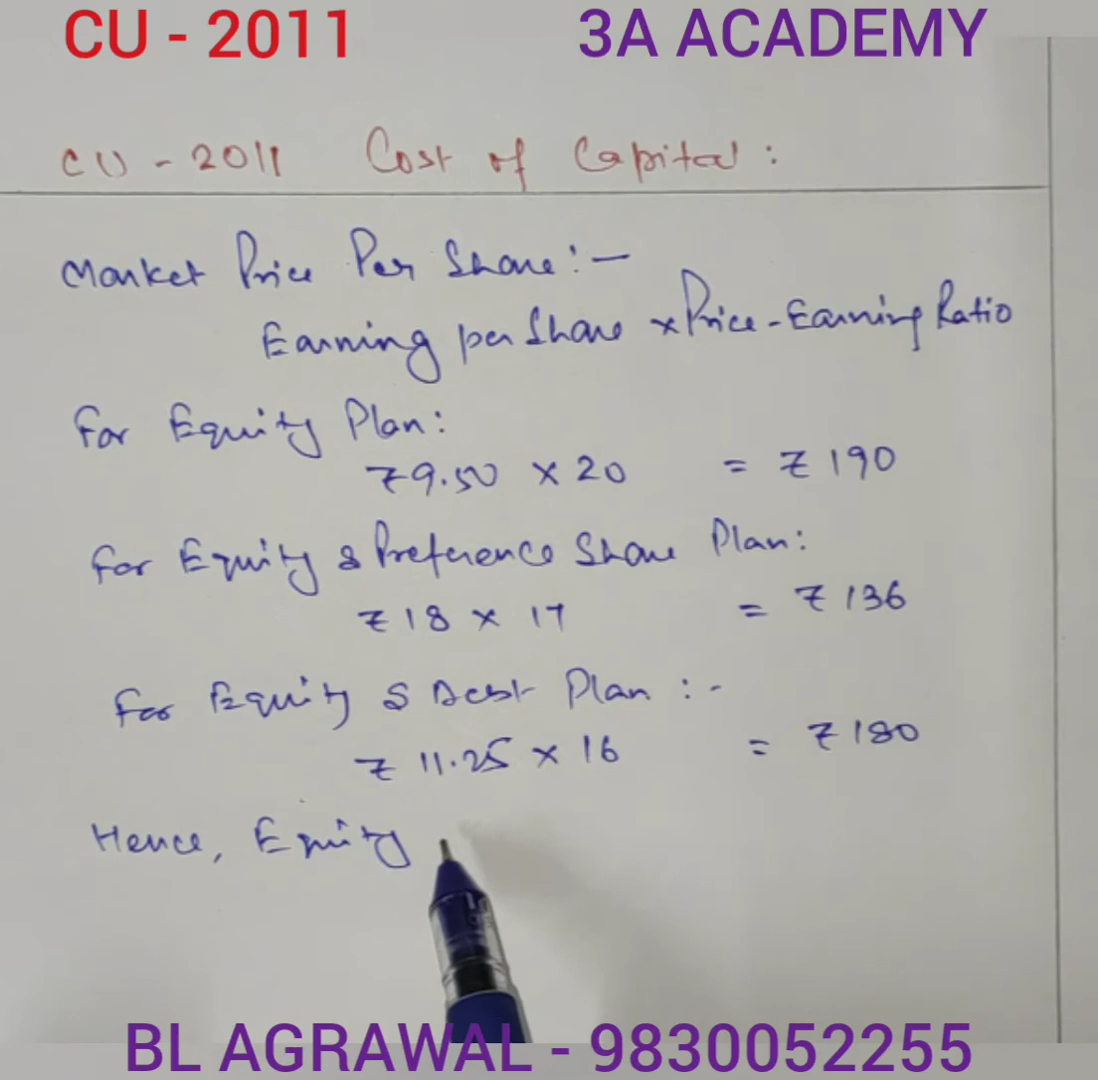 CU - 2011 3A ACADEMY
CU - 2011 Cost of Capital :
Market Price Per Share :-
Earning per Share x Price-Earning Ratio
For Equity Plan :
₹9.50 x 20 = ₹190
For Equity & Preference Share Plan :
₹18 x 17 = ₹136
For Equity & Debt Plan : -
₹ 11.25 x 16 = ₹180
Hence, Equity
BL AGRAWAL - 9830052255